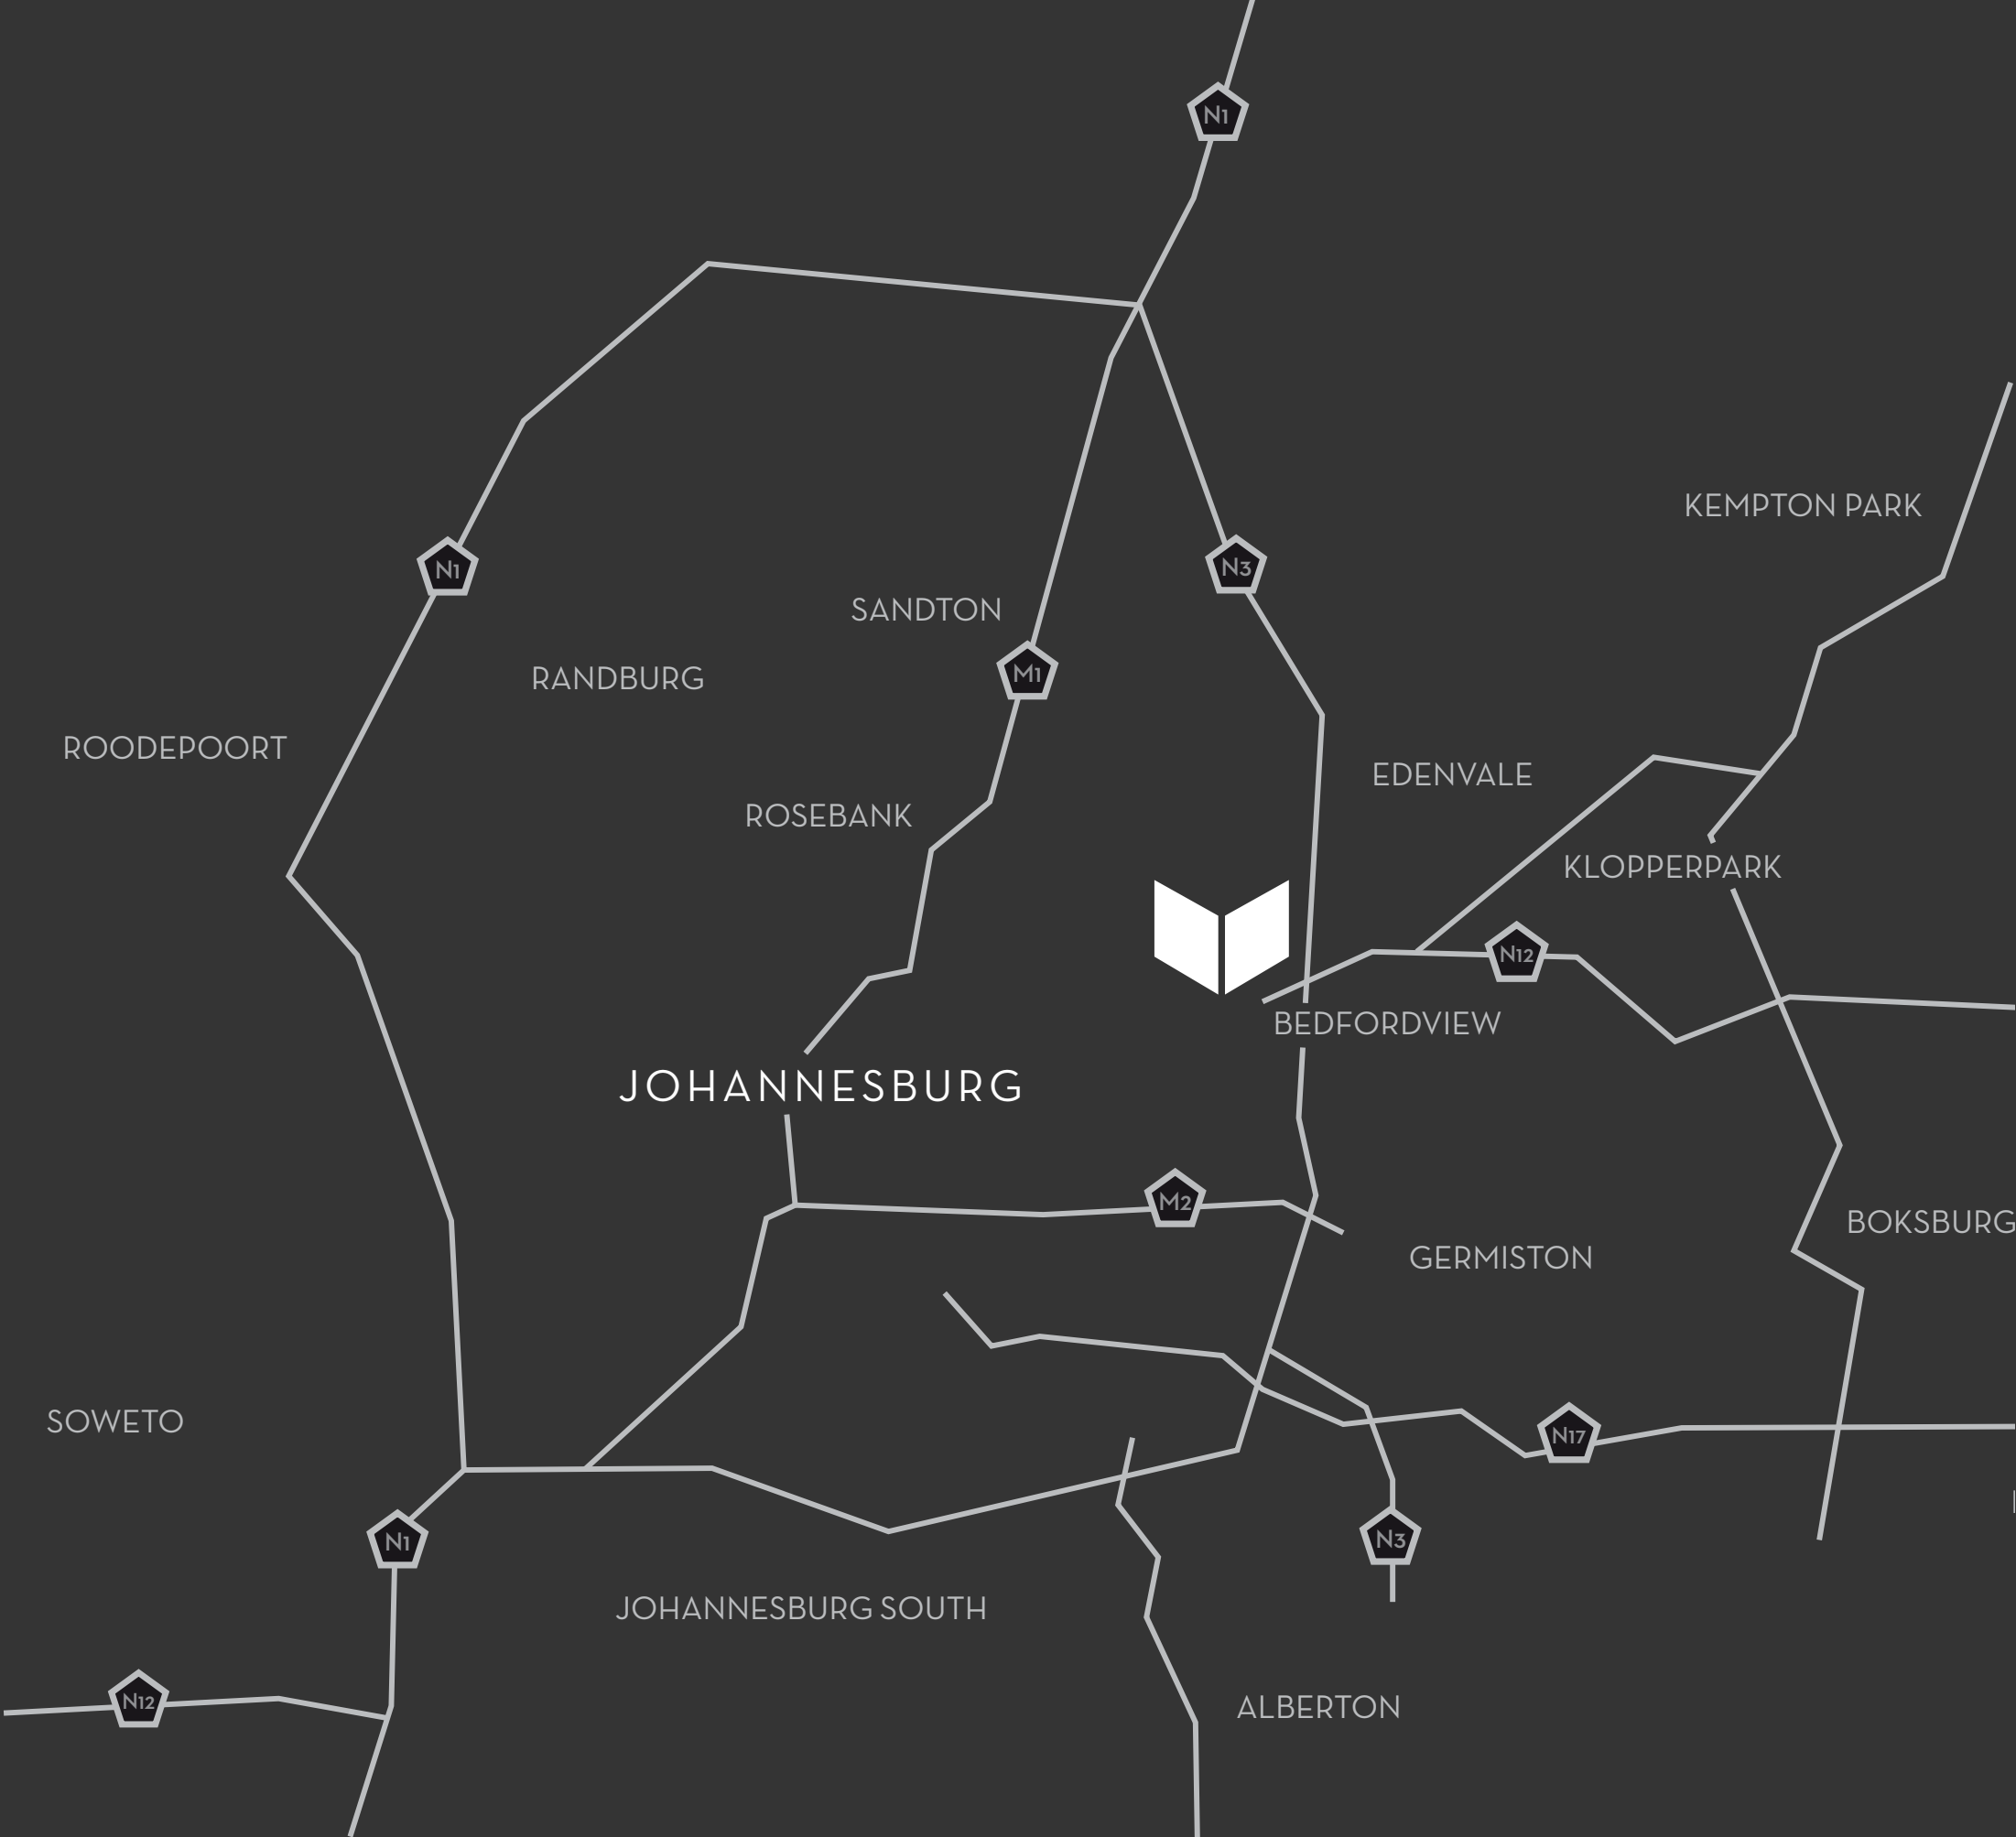 N1
KEMPTON PARK
N1
N3
SANDTON
M1
RANDBURG
ROODEPOORT
EDENVALE
ROSEBANK
KLOPPERPARK
N12
BEDFORDVIEW
JOHANNESBURG
M2
BOKSBURG
GERMISTON
SOWETO
N17
N1
N3
JOHANNESBURG SOUTH
N12
ALBERTON